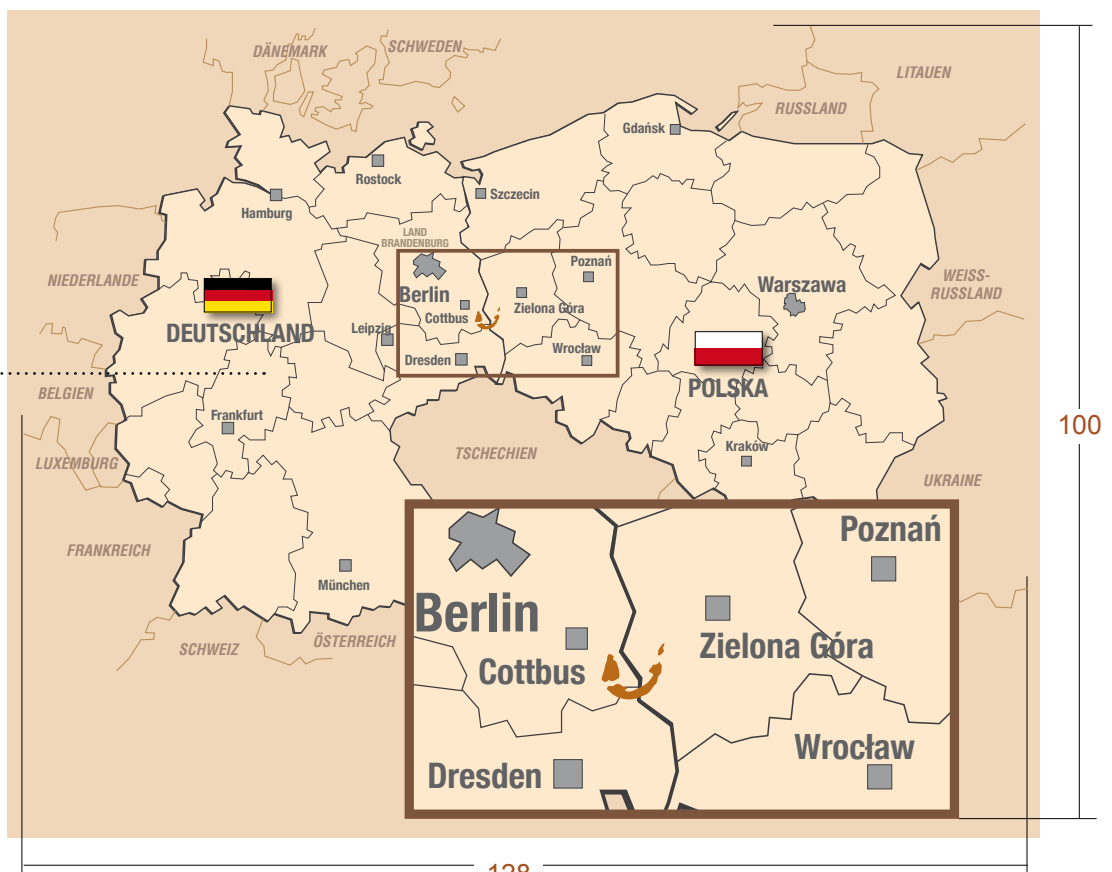 DÄNEMARK
SCHWEDEN
LITAUEN
RUSSLAND
Gdańsk
Rostock
Szczecin
Hamburg
LAND
BRANDENBURG
NIEDERLANDE
Poznań
WEISS-
RUSSLAND
Berlin
Warszawa
Zielona Góra
Cottbus
DEUTSCHLAND
Leipzig
Dresden
Wrocław
POLSKA
BELGIEN
Frankfurt
100
LUXEMBURG
TSCHECHIEN
Kraków
UKRAINE
FRANKREICH
München
SCHWEIZ
ÖSTERREICH
Poznań
Berlin
Zielona Góra
Cottbus
Wrocław
Dresden
128